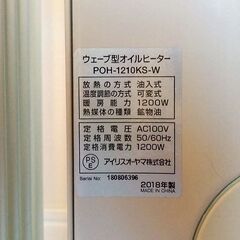 ウェーブ型オイルヒーター
POH-1210KS-W
放熱の方式 油入式
温度調節の方式 可変式
暖房能力 1200W
熱媒体の種類 鉱物油
定格電圧 AC100V
定格周波数 50/60Hz
定格消費電力 1200W
PSE
アイリスオーヤマ株式会社
Serial No: 180806396
2018年製
MADE IN CHINA